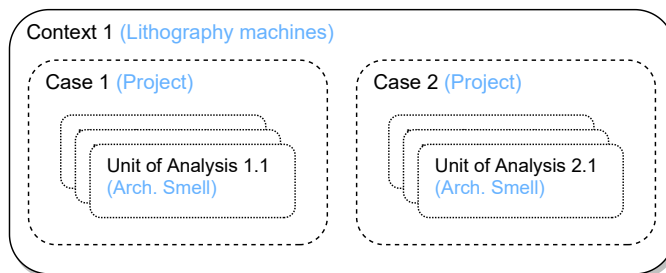 Context 1 (Lithography machines)
Case 1 (Project)
Case 2 (Project)
Unit of Analysis 1.1
(Arch. Smell)
Unit of Analysis 2.1
(Arch. Smell)